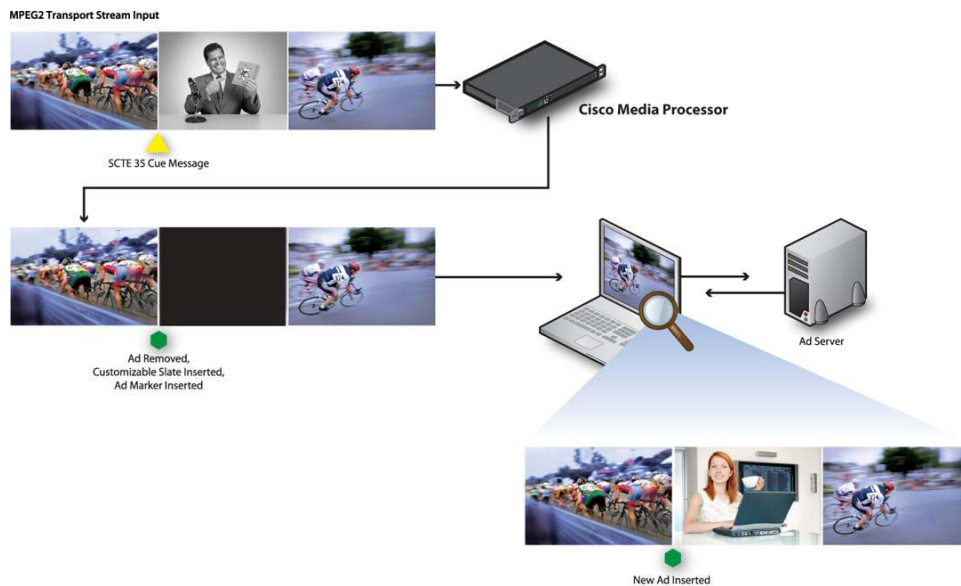 MPEG2 Transport Stream Input
Cisco Media Processor
SCTE 35 Cue Message
Ad Removed,
Customizable Slate Inserted,
Ad Marker Inserted
Ad Server
New Ad Inserted